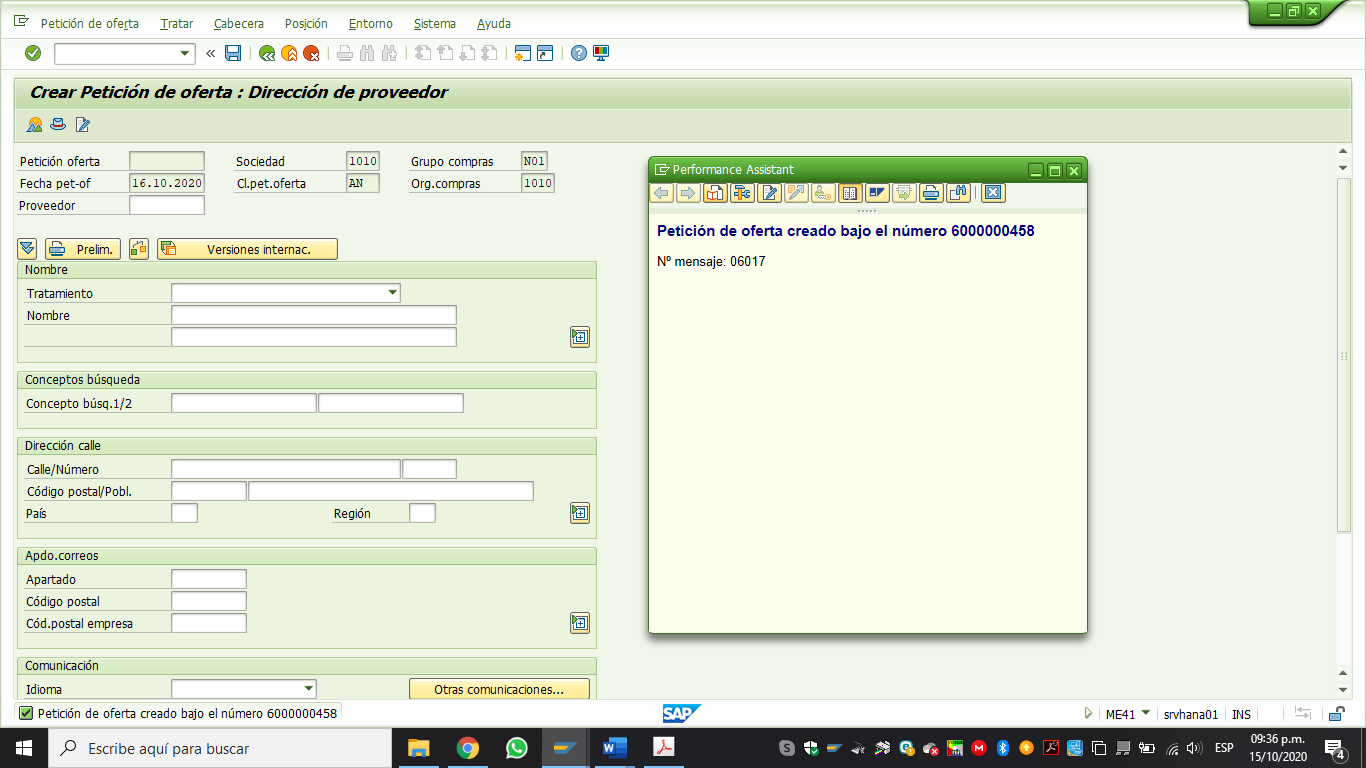 Petición de oferta Tratar Cabecera Posición Entorno Sistema Ayuda
Crear Petición de oferta : Dirección de proveedor
Petición oferta Sociedad 1010 Grupo compras N01
Fecha pet-of 16.10.2020 Cl.pet.oferta AN Org.compras 1010
Proveedor
Prelim. Versiones internac.
Nombre
Tratamiento
Nombre
Conceptos búsqueda
Concepto búsq.1/2
Dirección calle
Calle/Número
Código postal/Pobl.
País Región
Apdo.correos
Apartado
Código postal
Cód.postal empresa
Comunicación
Idioma Otras comunicaciones...
Performance Assistant
Petición de oferta creado bajo el número 6000000458
Nº mensaje: 06017
Petición de oferta creado bajo el número 6000000458 SAP ME41 srvhana01 INS
Escribe aquí para buscar ESP 09:36 p.m.
15/10/2020 4